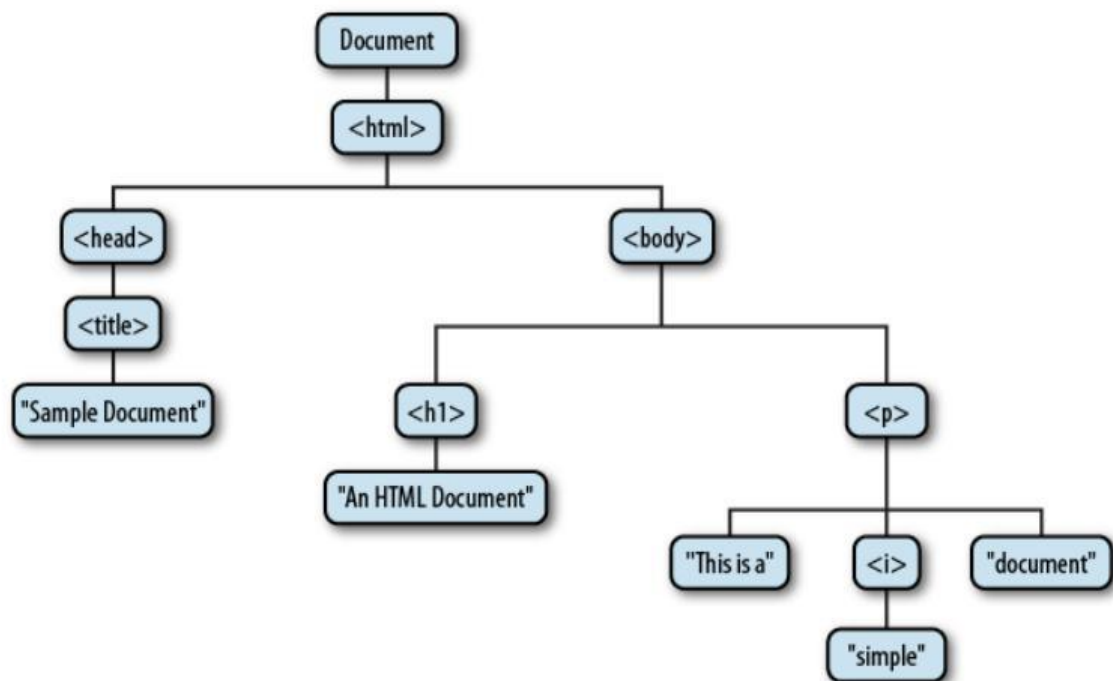 Document
<html>
<head>
<body>
<title>
"Sample Document"
<h1>
<p>
"An HTML Document"
"This is a"
<i>
"document"
"simple"